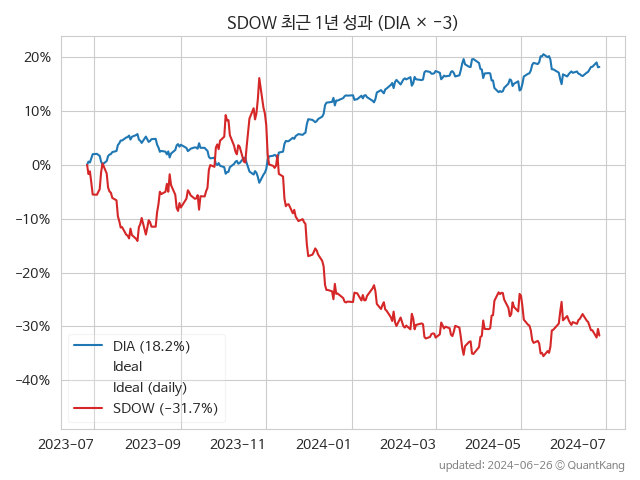 SDOW 최근 1년 성과 (DIA × −3)
20%
10%
0%
−10%
−20%
−30%
−40%
DIA (18.2%)
Ideal
Ideal (daily)
SDOW (−31.7%)
2023-07
2023-09
2023-11
2024-01
2024-03
2024-05
2024-07
updated: 2024-06-26 © QuantKang